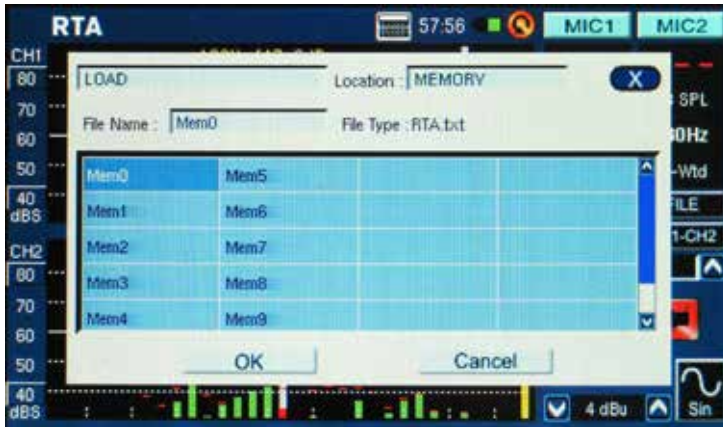 RTA 57:56 MIC1 MIC2
CH1
80
70
60
50
40
dBS
CH2
80
70
60
50
40
dBS
LOAD Location : MEMORY X
File Name : Mem0 File Type : RTA.txt
Mem0 Mem5
Mem1 Mem6
Mem2 Mem7
Mem3 Mem8
Mem4 Mem9
OK Cancel
SPL
0Hz
-Wtd
ILE
1-CH2
4 dBu Sin